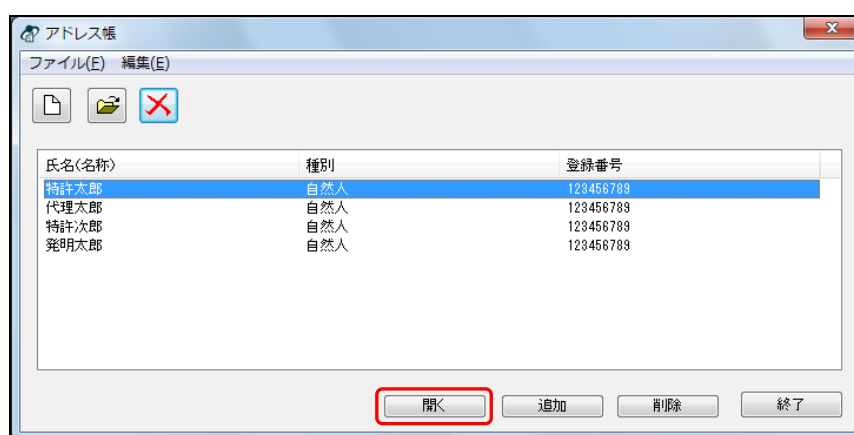 アドレス帳
ファイル(F) 編集(E)
氏名(名称) 種別 登録番号
特許太郎 自然人 123456789
代理太郎 自然人 123456789
特許次郎 自然人 123456789
発明太郎 自然人 123456789
開く 追加 削除 終了